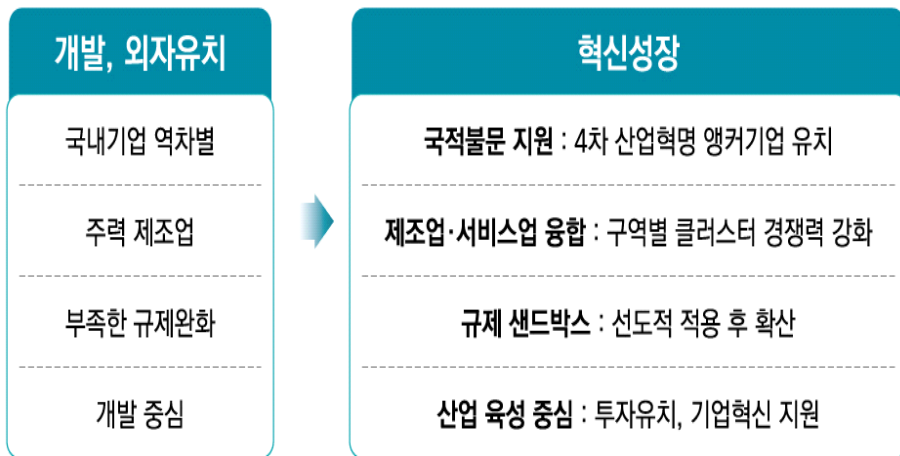 개발, 외자유치
국내기업 역차별
주력 제조업
부족한 규제완화
개발 중심
혁신성장
국적불문 지원 : 4차 산업혁명 앵커기업 유치
제조업·서비스업 융합 : 구역별 클러스터 경쟁력 강화
규제 샌드박스 : 선도적 적용 후 확산
산업 육성 중심 : 투자유치, 기업혁신 지원